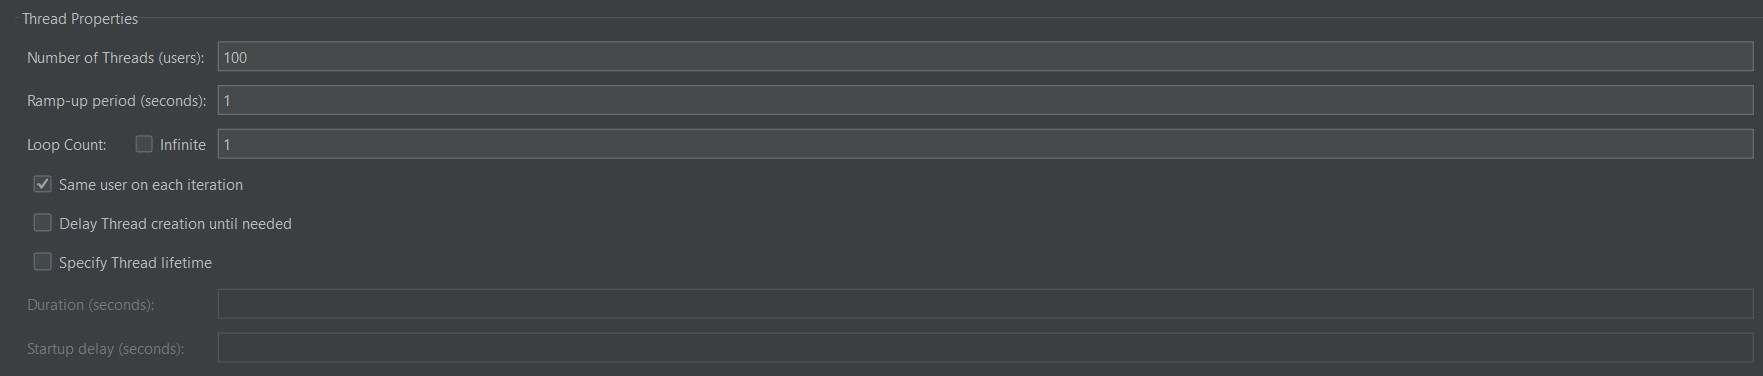 Thread Properties
Number of Threads (users): 100
Ramp-up period (seconds): 1
Loop Count: Infinite 1
Same user on each iteration
Delay Thread creation until needed
Specify Thread lifetime
Duration (seconds):
Startup delay (seconds):